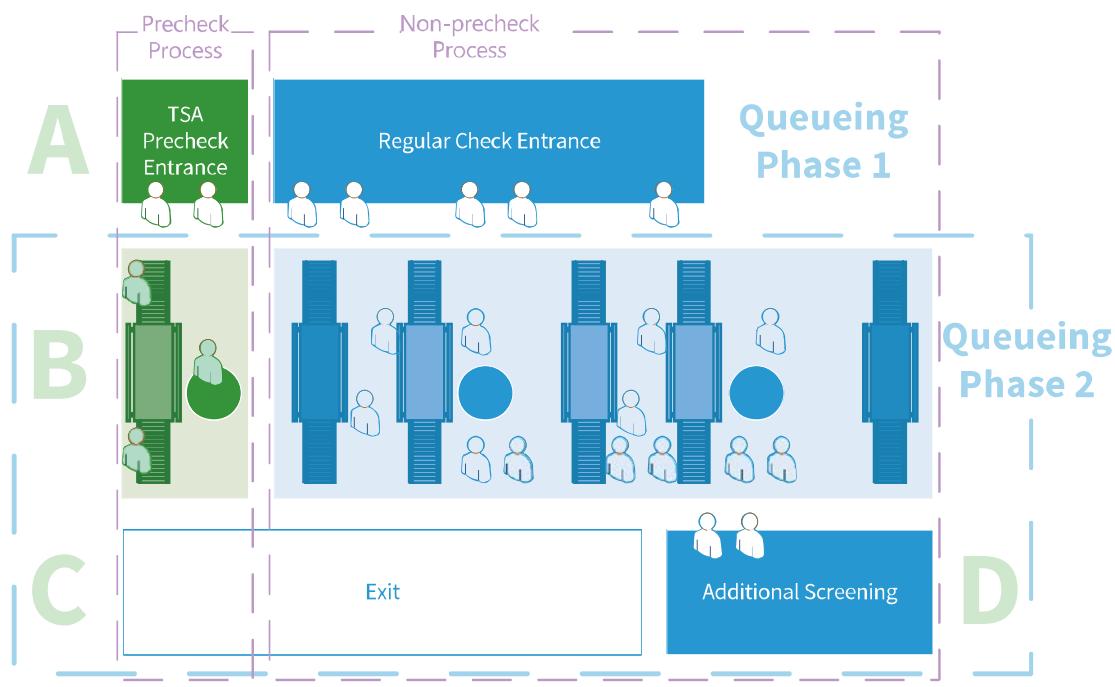 Precheck
Process
Non-precheck
Process
A
TSA
Precheck
Entrance
Regular Check Entrance
Queueing
Phase 1
B
Queueing
Phase 2
C
Exit
Additional Screening
D